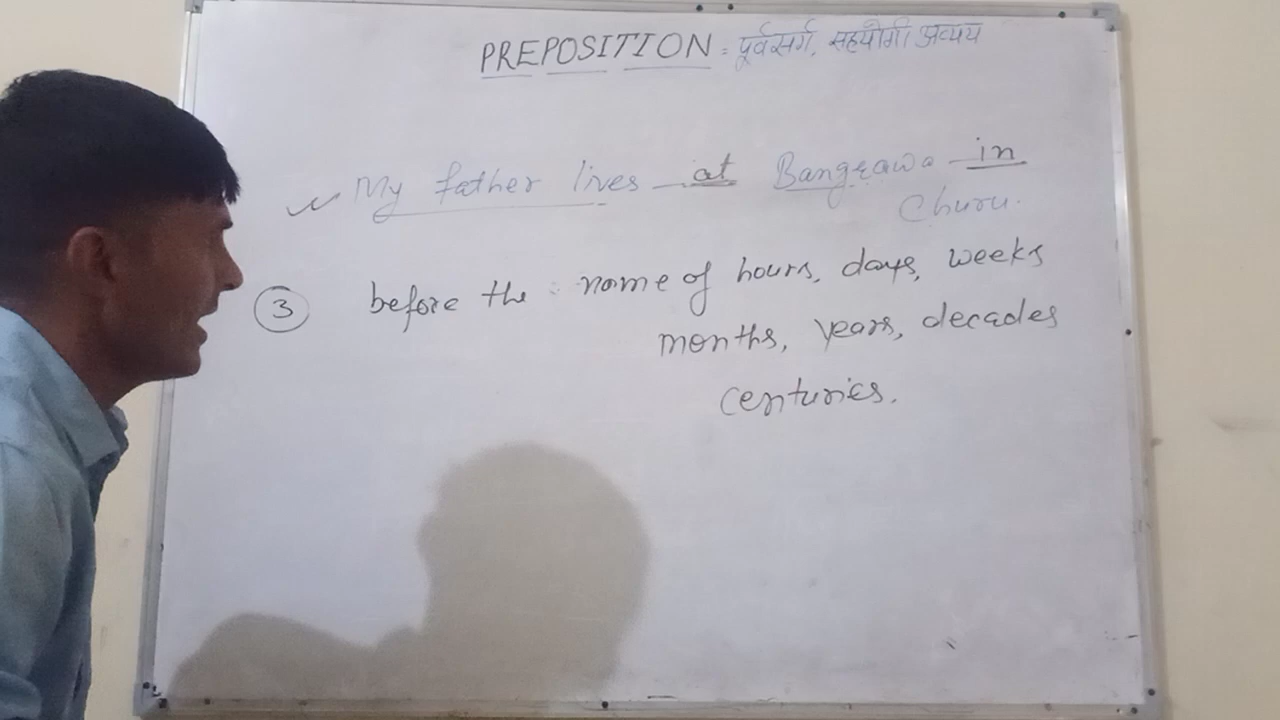 PREPOSITION = पूर्वसर्ग, सहयोगी अव्यय
My father lives at Bangrawa in
Churu.
3 before the name of hours, days, weeks
months, years, decades
centuries.